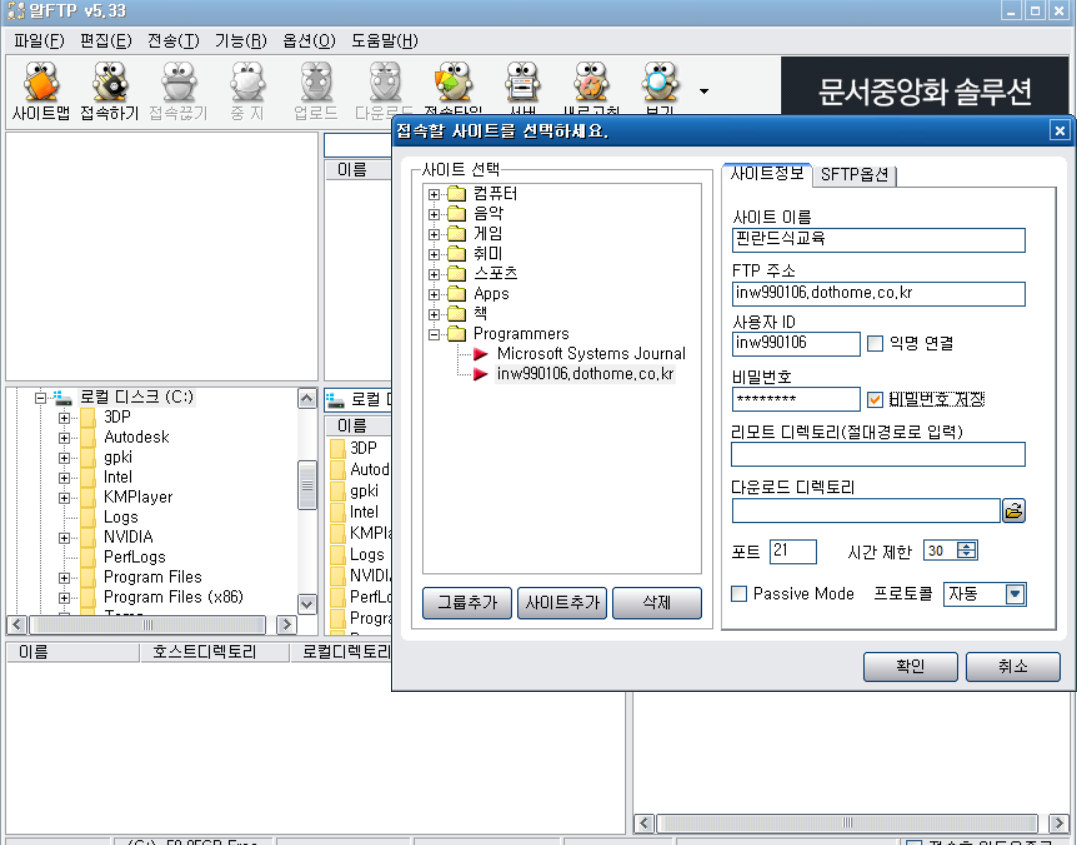 알FTP v5.33
파일(F) 편집(E) 전송(T) 기능(R) 옵션(O) 도움말(H)
사이트맵 접속하기 접속끊기 중 지 업로드 다운로드 전송타입 서버 새로고침 보기
문서중앙화 솔루션
이름
로컬 디스크 (C:)
3DP
Autodesk
gpki
Intel
KMPlayer
Logs
NVIDIA
PerfLogs
Program Files
Program Files (x86)
Temp
로컬
이름
3DP
Autod
gpki
Intel
KMPla
Logs
NVIDI
PerfLo
Progra
이름 호스트디렉토리 로컬디렉토리
접속할 사이트를 선택하세요.
사이트 선택
컴퓨터
음악
게임
취미
스포츠
Apps
책
Programmers
Microsoft Systems Journal
inw990106.dothome.co.kr
그룹추가 사이트추가 삭제
사이트정보 SFTP옵션
사이트 이름
핀란드식교육
FTP 주소
inw990106.dothome.co.kr
사용자 ID
inw990106 익명 연결
비밀번호
******** 비밀번호 저장
리모트 디렉토리(절대경로로 입력)
다운로드 디렉토리
포트 21 시간 제한 30
Passive Mode 프로토콜 자동
확인 취소